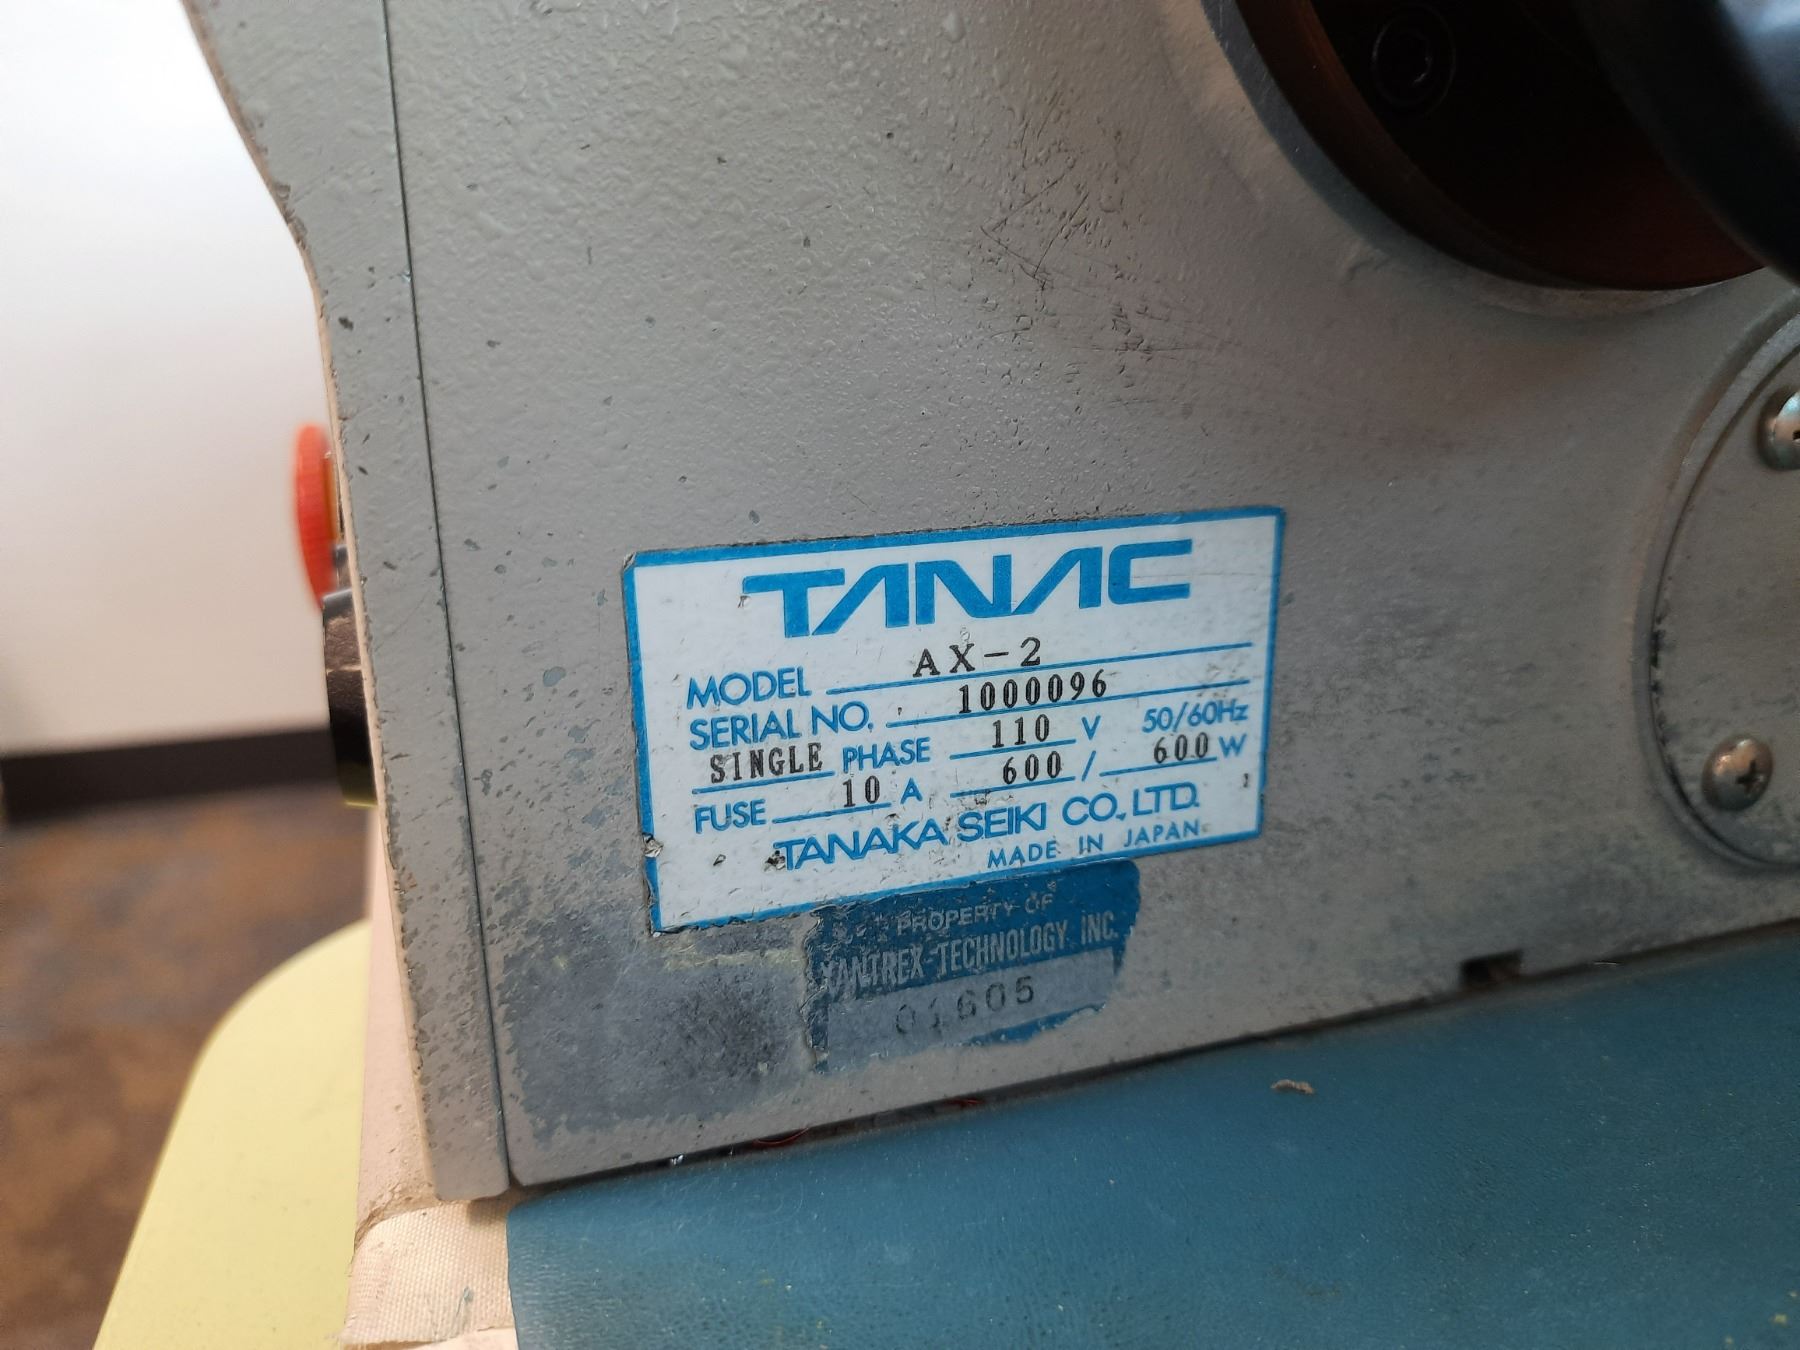 TANAC
MODEL AX-2
SERIAL NO. 1000096
SINGLE PHASE 110 V 50/60Hz
FUSE 10 A 600 / 600 W
TANAKA SEIKI CO., LTD.
MADE IN JAPAN
PROPERTY OF
XANTREX TECHNOLOGY INC.
01605